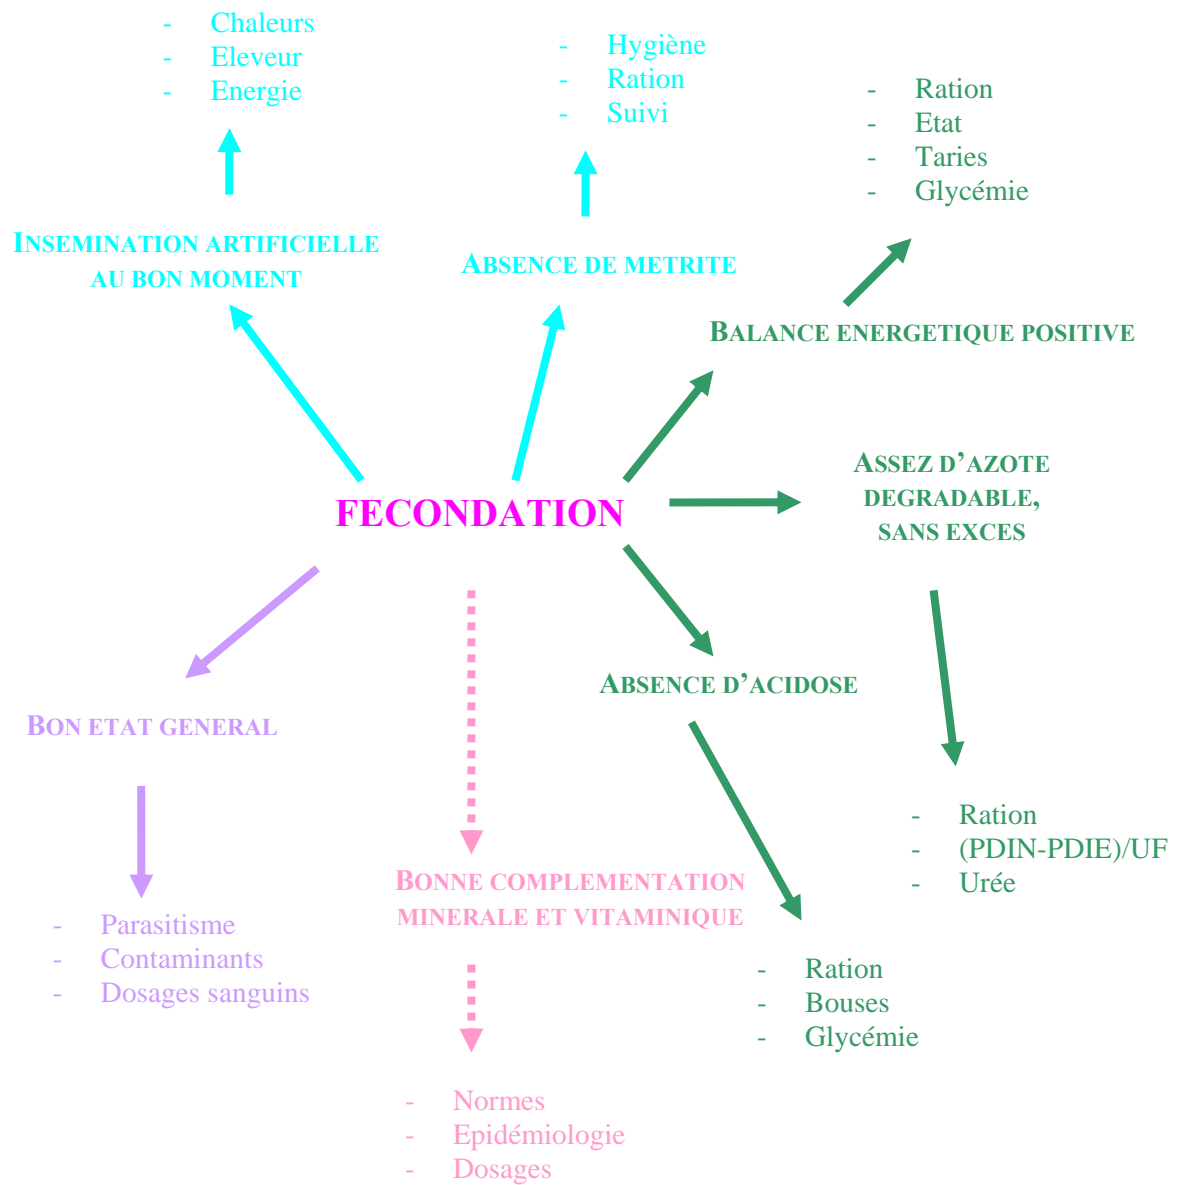 - Chaleurs
- Eleveur
- Energie
- Hygiène
- Ration
- Suivi
- Ration
- Etat
- Taries
- Glycémie
INSEMINATION ARTIFICIELLE
AU BON MOMENT
ABSENCE DE METRITE
BALANCE ENERGETIQUE POSITIVE
ASSEZ D’AZOTE
DEGRADABLE,
SANS EXCES
FECONDATION
ABSENCE D’ACIDOSE
BON ETAT GENERAL
- Ration
- (PDIN-PDIE)/UF
- Urée
BONNE COMPLEMENTATION
MINERALE ET VITAMINIQUE
- Parasitisme
- Contaminants
- Dosages sanguins
- Ration
- Bouses
- Glycémie
- Normes
- Epidémiologie
- Dosages